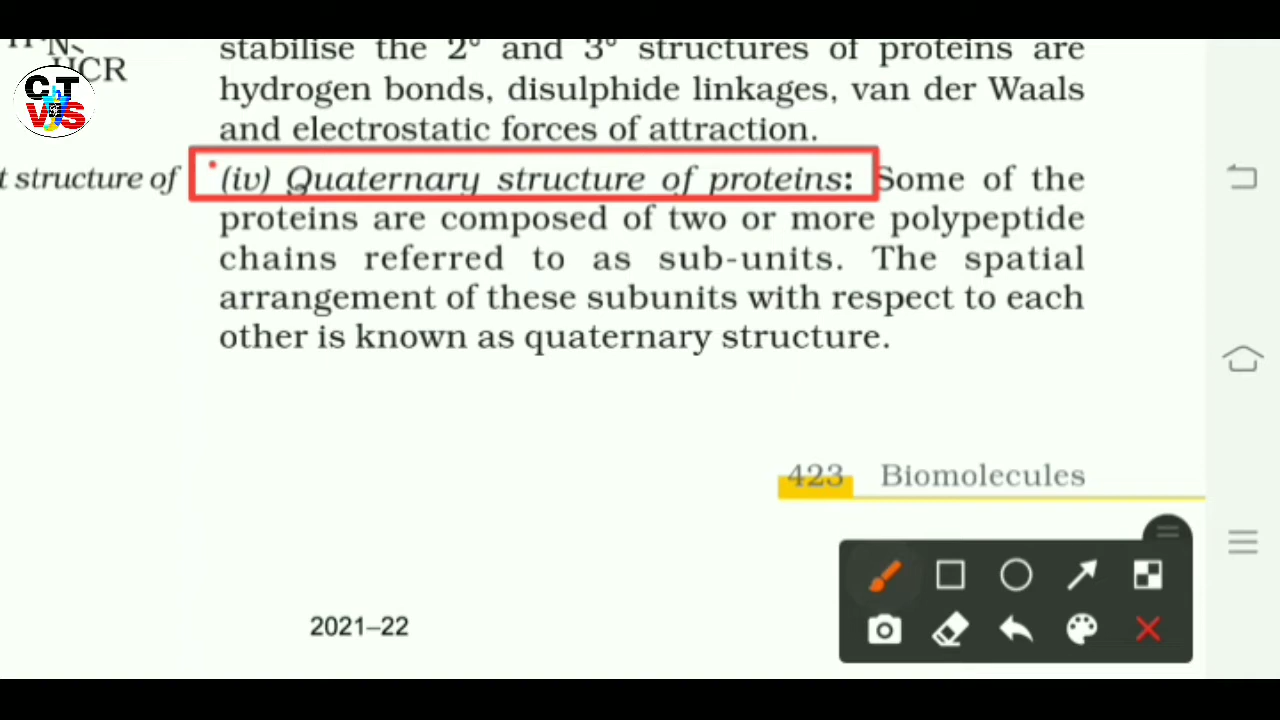 N
HCR
CT
VJS
stabilise the 2° and 3° structures of proteins are
hydrogen bonds, disulphide linkages, van der Waals
and electrostatic forces of attraction.
t structure of
(iv) Quaternary structure of proteins: Some of the
proteins are composed of two or more polypeptide
chains referred to as sub-units. The spatial
arrangement of these subunits with respect to each
other is known as quaternary structure.
423 Biomolecules
2021–22